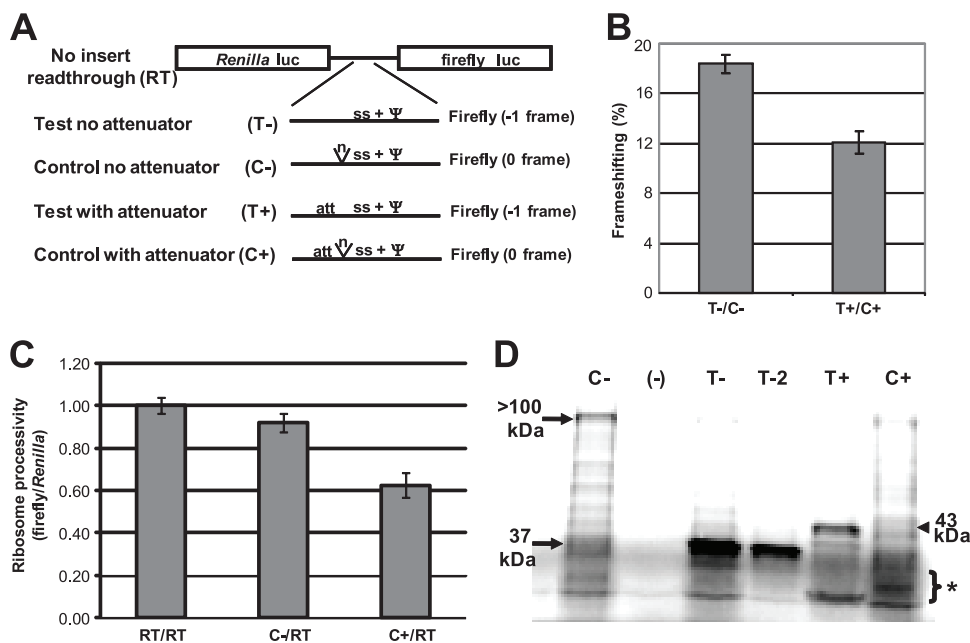 A
No insert
readthrough (RT)
Renilla luc
firefly luc
Test no attenuator (T-)
ss + Ψ
Firefly (-1 frame)
Control no attenuator (C-)
n
ss + Ψ
Firefly (0 frame)
Test with attenuator (T+)
att ss + Ψ
Firefly (-1 frame)
Control with attenuator (C+)
att n ss + Ψ
Firefly (0 frame)
B
Frameshifting (%)
20
16
12
8
4
0
T-/C-
T+/C+
C
Ribosome processivity
(firefly/Renilla)
1.20
1.00
0.80
0.60
0.40
0.20
0.00
RT/RT
C-/RT
C+/RT
D
C- (-) T- T-2 T+ C+
>100
kDa
37
kDa
43
kDa
*